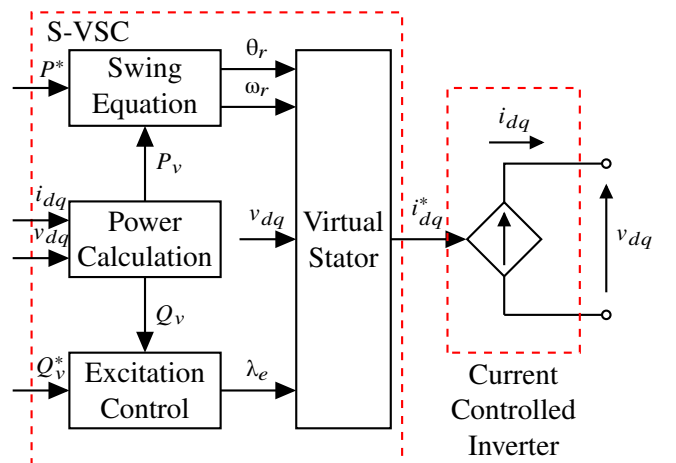 S-VSC
P*
Swing
Equation
θr
ωr
Pv
idq
vdq
Power
Calculation
vdq
Virtual
Stator
i*dq
idq
vdq
Qv
Q*v
Excitation
Control
λe
Current
Controlled
Inverter